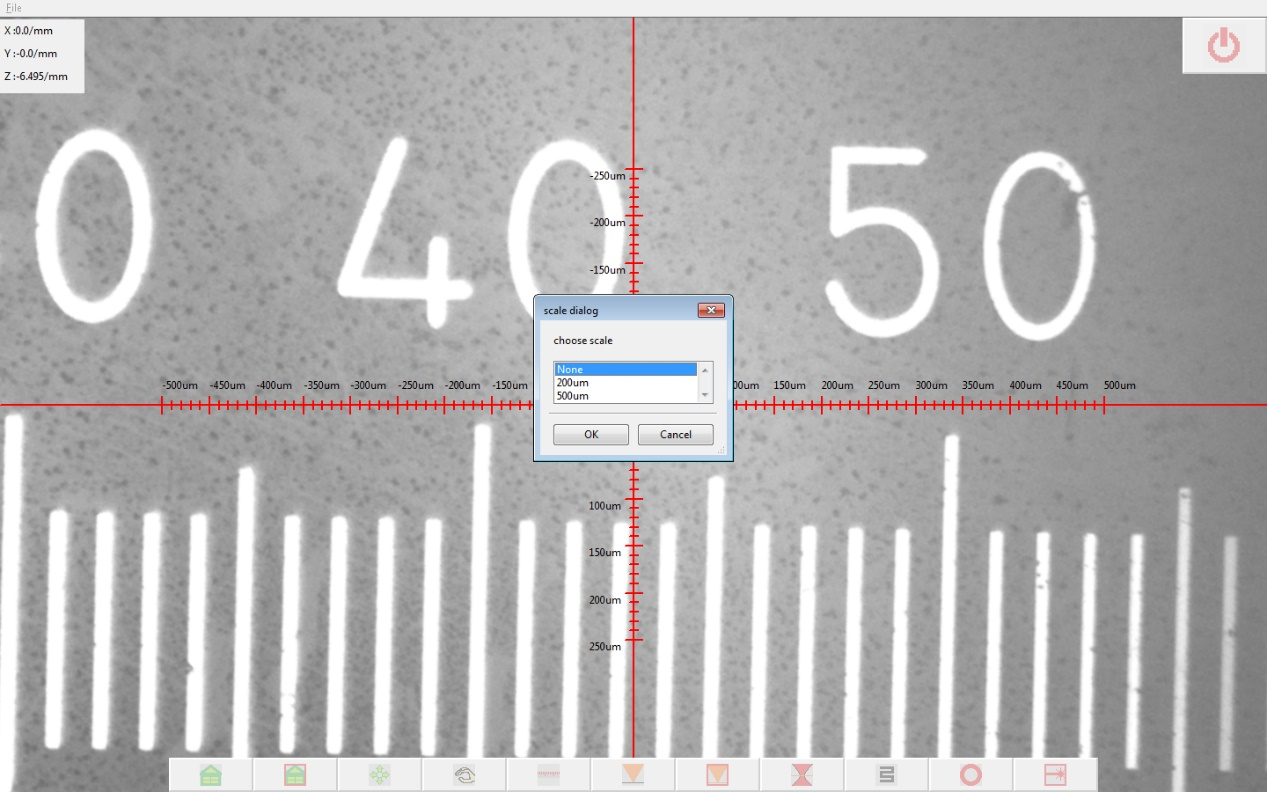 File
X :0.0/mm
Y :-0.0/mm
Z :-6.495/mm
0 40 50
-250um
-200um
-150um
scale dialog
choose scale
None
200um
500um
OK Cancel
-500um -450um -400um -350um -300um -250um -200um -150um 150um 200um 250um 300um 350um 400um 450um 500um
100um
150um
200um
250um